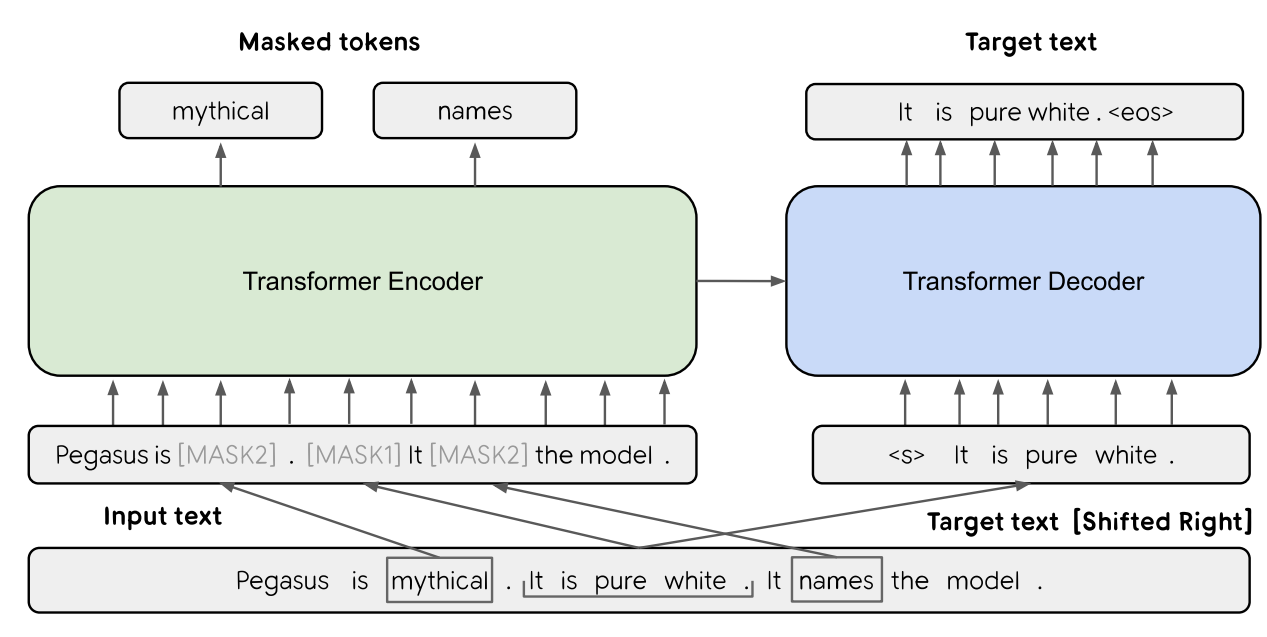 Masked tokens
Target text
mythical
names
It is pure white . <eos>
Transformer Encoder
Transformer Decoder
Pegasus is [MASK2] . [MASK1] It [MASK2] the model .
<s> It is pure white .
Input text
Target text [Shifted Right]
Pegasus is mythical . It is pure white . It names the model .